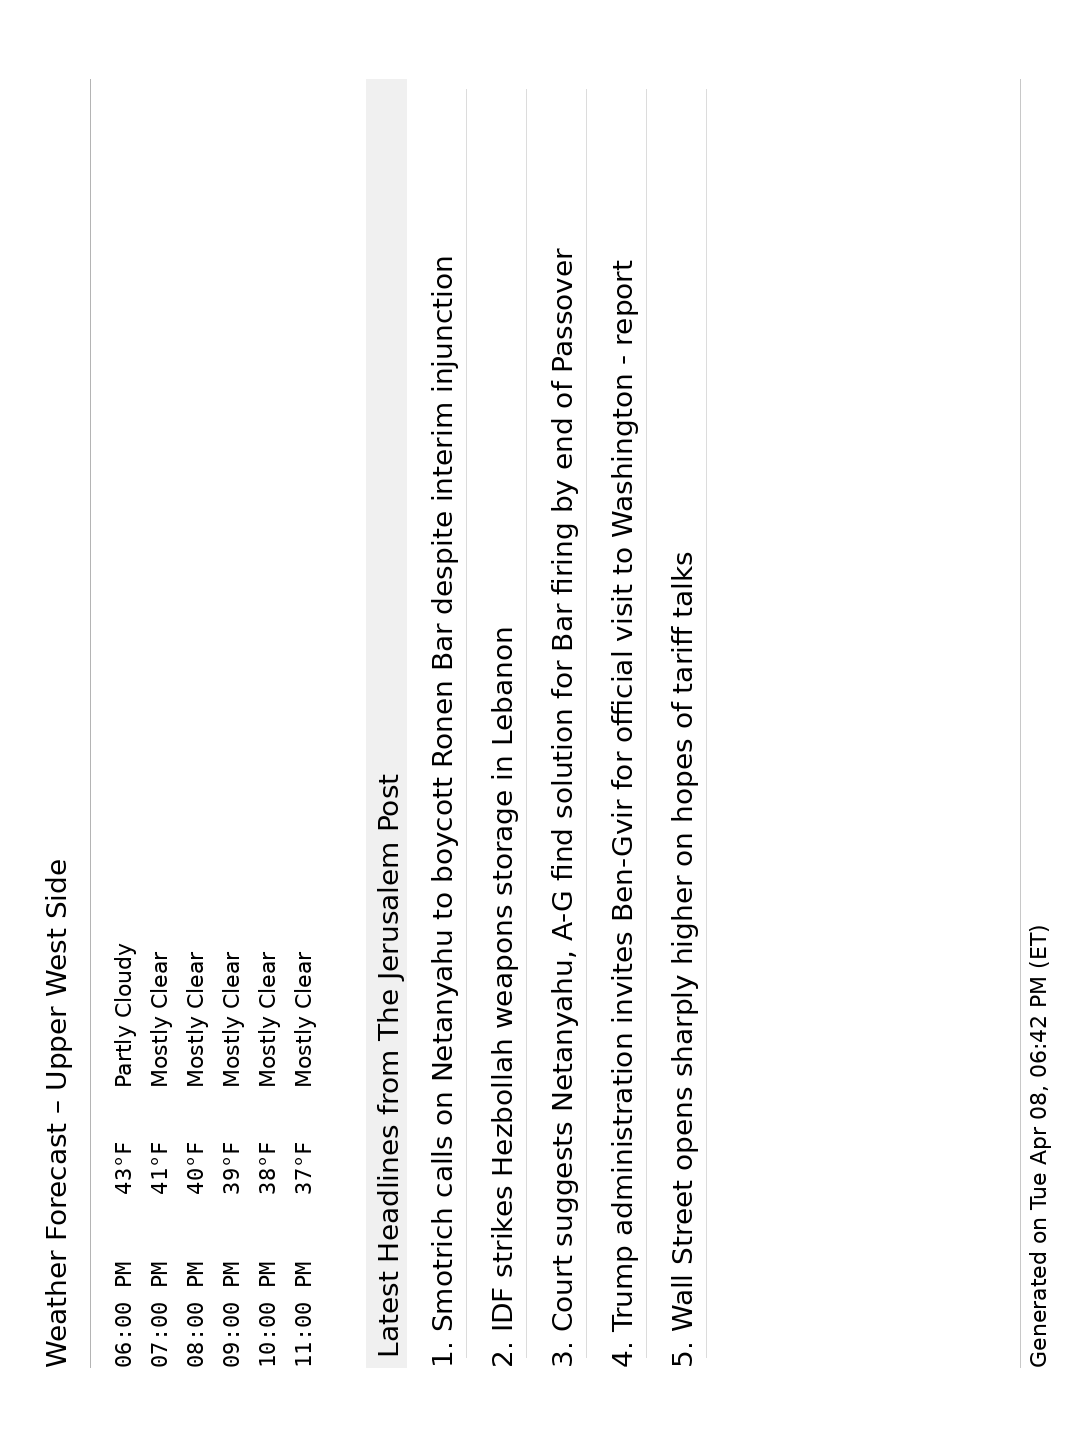 Weather Forecast – Upper West Side
06:00 PM 43°F Partly Cloudy
07:00 PM 41°F Mostly Clear
08:00 PM 40°F Mostly Clear
09:00 PM 39°F Mostly Clear
10:00 PM 38°F Mostly Clear
11:00 PM 37°F Mostly Clear
Latest Headlines from The Jerusalem Post
1. Smotrich calls on Netanyahu to boycott Ronen Bar despite interim injunction
2. IDF strikes Hezbollah weapons storage in Lebanon
3. Court suggests Netanyahu, A-G find solution for Bar firing by end of Passover
4. Trump administration invites Ben-Gvir for official visit to Washington - report
5. Wall Street opens sharply higher on hopes of tariff talks
Generated on Tue Apr 08, 06:42 PM (ET)